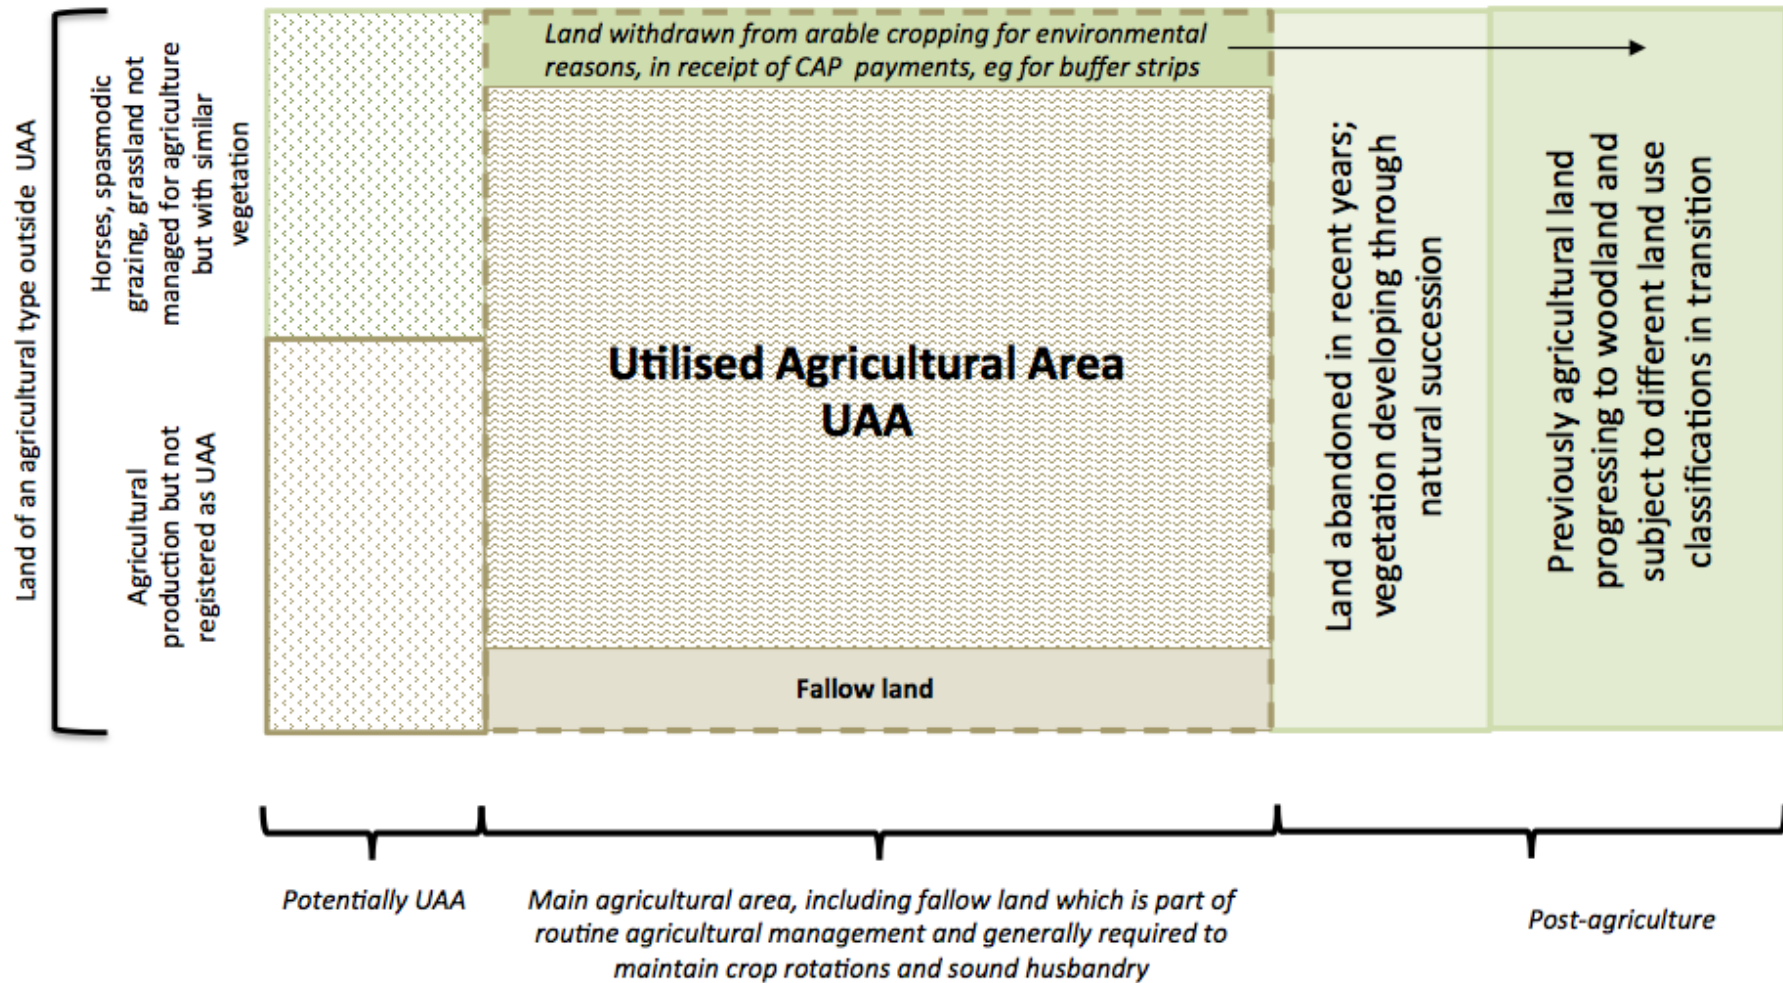 Land of an agricultural type outside UAA
Horses, spasmodic
grazing, grassland not
managed for agriculture
but with similar
vegetation
Agricultural
production but not
registered as UAA
Land withdrawn from arable cropping for environmental
reasons, in receipt of CAP payments, eg for buffer strips
Utilised Agricultural Area
UAA
Fallow land
Land abandoned in recent years;
vegetation developing through
natural succession
Previously agricultural land
progressing to woodland and
subject to different land use
classifications in transition
Potentially UAA
Main agricultural area, including fallow land which is part of
routine agricultural management and generally required to
maintain crop rotations and sound husbandry
Post-agriculture